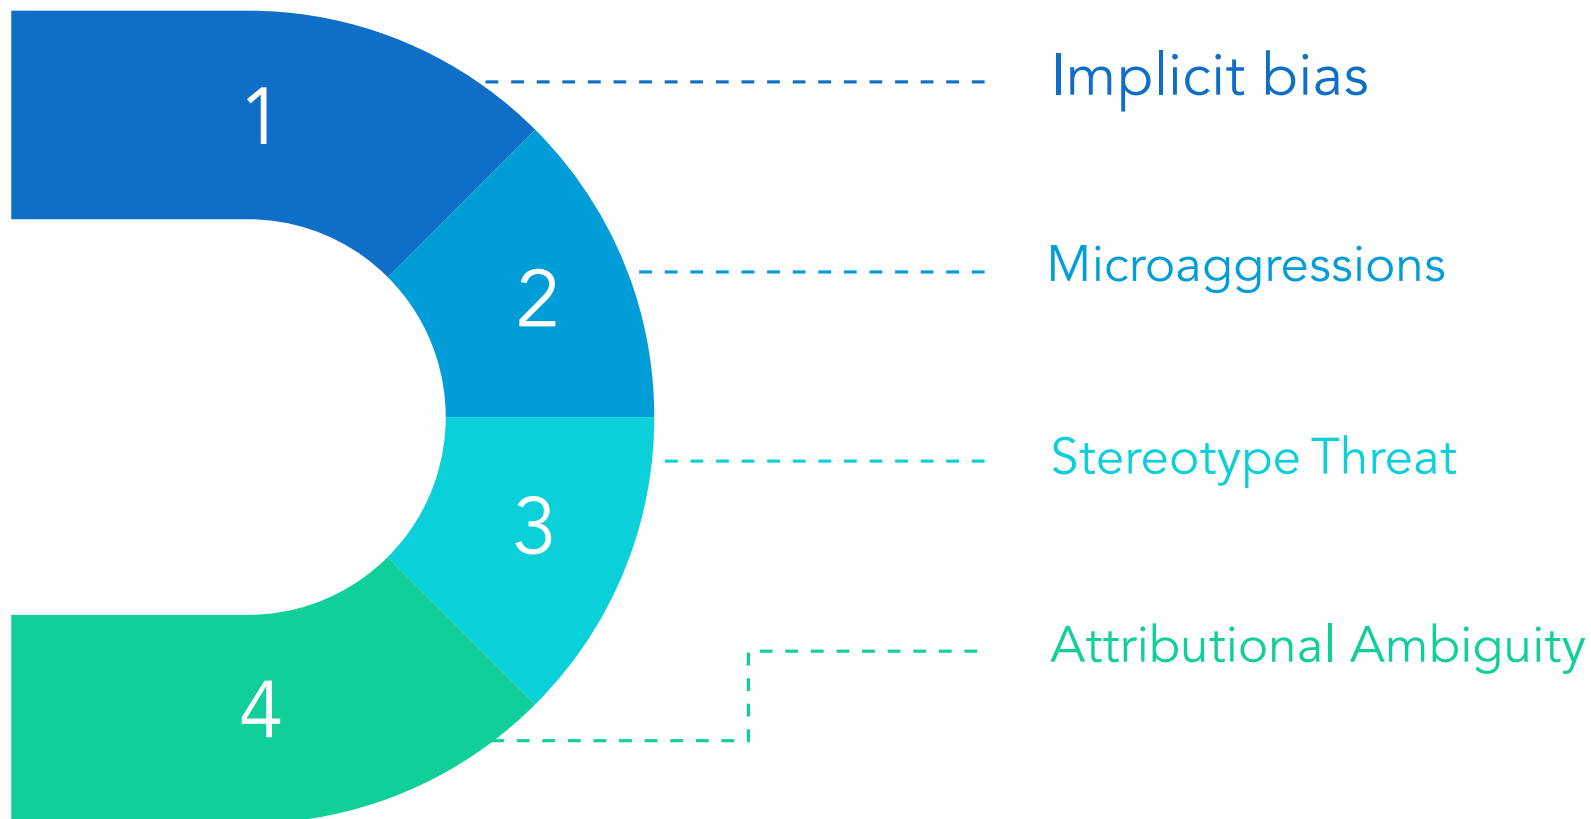 1
Implicit bias
2
Microaggressions
3
Stereotype Threat
4
Attributional Ambiguity